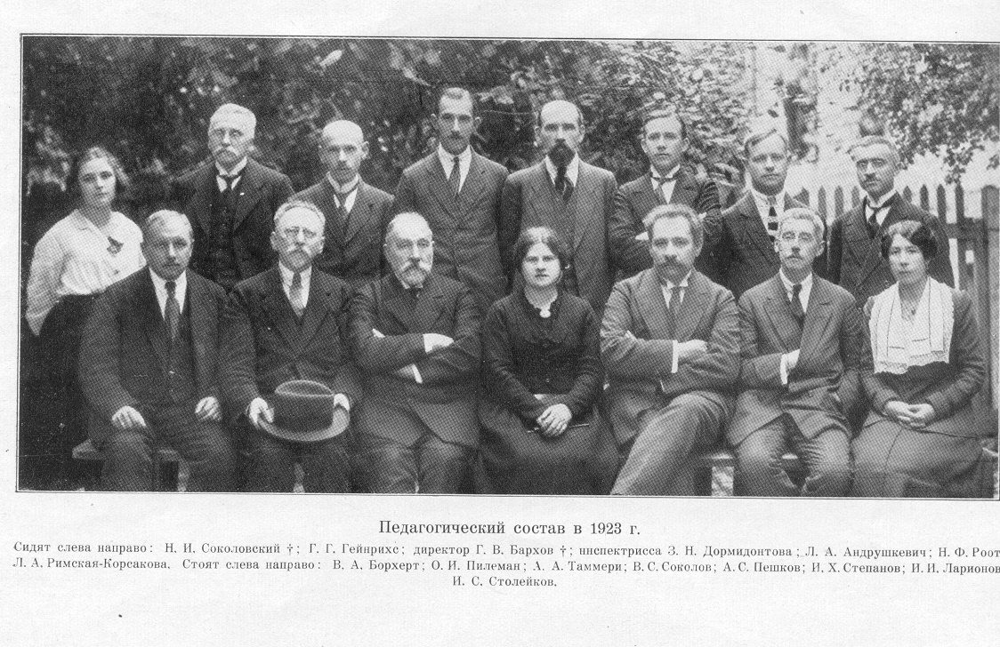 Педагогический состав в 1923 г.
Сидят слева направо: Н. И. Соколовский †; Г. Г. Гейнрихс; директор Г. В. Бархов †; инспектрисса З. Н. Дормидонтова; Л. А. Андрушкевич; Н. Ф. Роот
Л. А. Римская-Корсакова. Стоят слева направо: В. А. Борхерт; О. И. Пилеман; А. А. Таммери; В. С. Соколов; А. С. Пешков; И. Х. Степанов; И. И. Ларионов
И. С. Столейков.